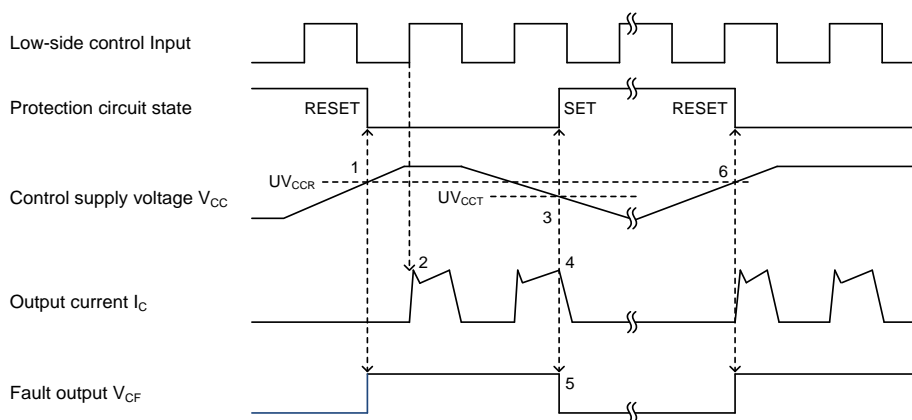 Low-side control Input
Protection circuit state
RESET
SET
RESET
1
6
UVCCR
Control supply voltage VCC
UVCCT
3
2
4
Output current IC
5
Fault output VCF